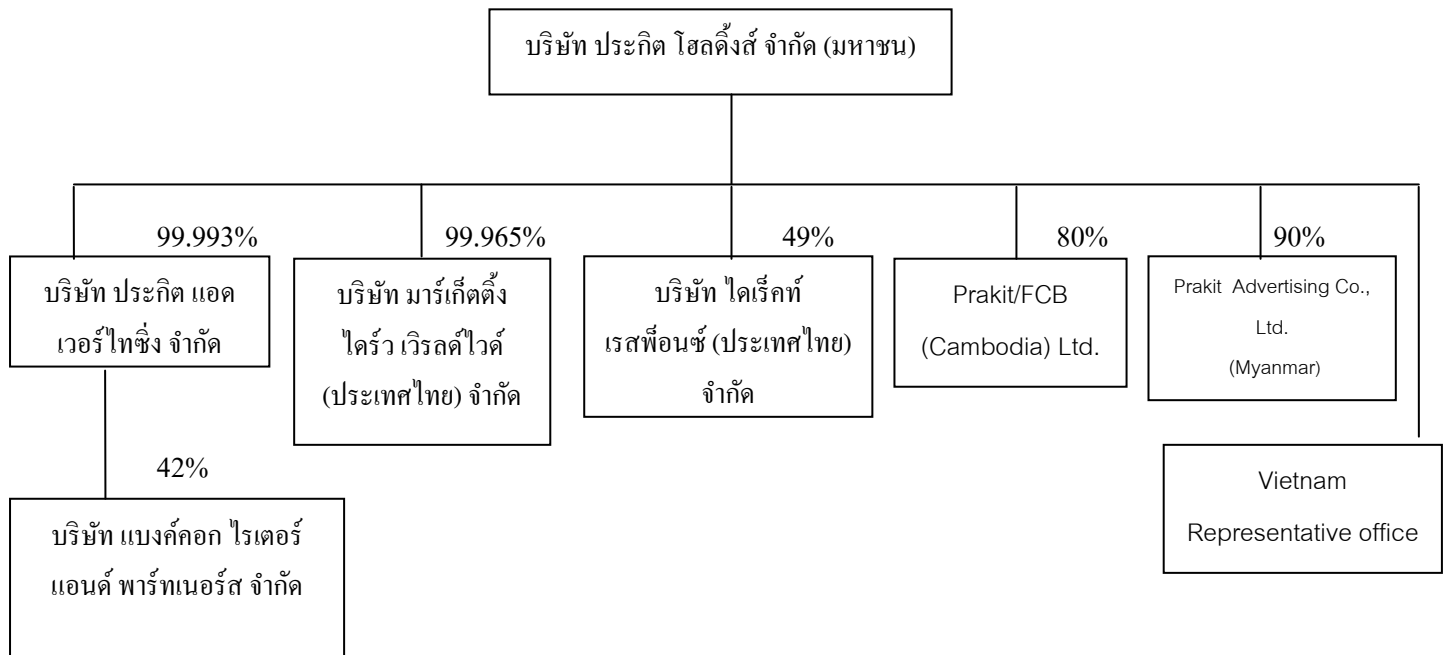 บริษัท ประกิต โฮลดิ้งส์ จำกัด (มหาชน)
99.993%
99.965%
49%
80%
90%
บริษัท ประกิต แอด
เวอร์ไทซิ่ง จำกัด
บริษัท มาร์เก็ตติ้ง
ไดร์ว เวิรลด์ไวด์
(ประเทศไทย) จำกัด
บริษัท ไดเร็คท์
เรสพ็อนซ์ (ประเทศไทย)
จำกัด
Prakit/FCB
(Cambodia) Ltd.
Prakit Advertising Co.,
Ltd.
(Myanmar)
42%
บริษัท แบงค์คอก ไรเตอร์
แอนด์ พาร์ทเนอร์ส จำกัด
Vietnam
Representative office